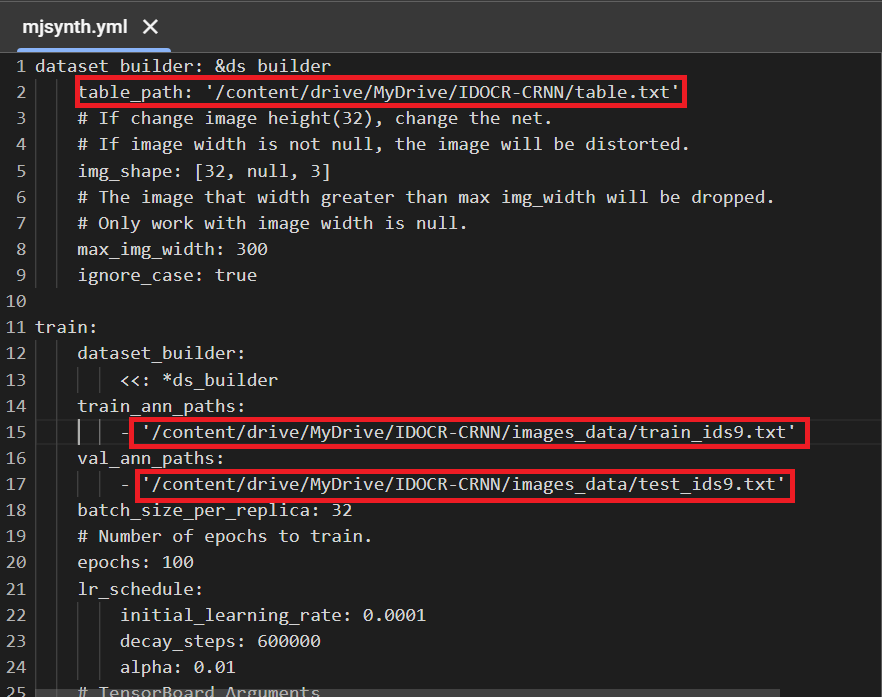 mjsynth.yml ✕
1 dataset_builder: &ds_builder
2 table_path: '/content/drive/MyDrive/IDOCR-CRNN/table.txt'
3 # If change image height(32), change the net.
4 # If image width is not null, the image will be distorted.
5 img_shape: [32, null, 3]
6 # The image that width greater than max img_width will be dropped.
7 # Only work with image width is null.
8 max_img_width: 300
9 ignore_case: true
10
11 train:
12 dataset_builder:
13 <<: *ds_builder
14 train_ann_paths:
15 - '/content/drive/MyDrive/IDOCR-CRNN/images_data/train_ids9.txt'
16 val_ann_paths:
17 - '/content/drive/MyDrive/IDOCR-CRNN/images_data/test_ids9.txt'
18 batch_size_per_replica: 32
19 # Number of epochs to train.
20 epochs: 100
21 lr_schedule:
22 initial_learning_rate: 0.0001
23 decay_steps: 600000
24 alpha: 0.01
25 # TensorBoard Arguments